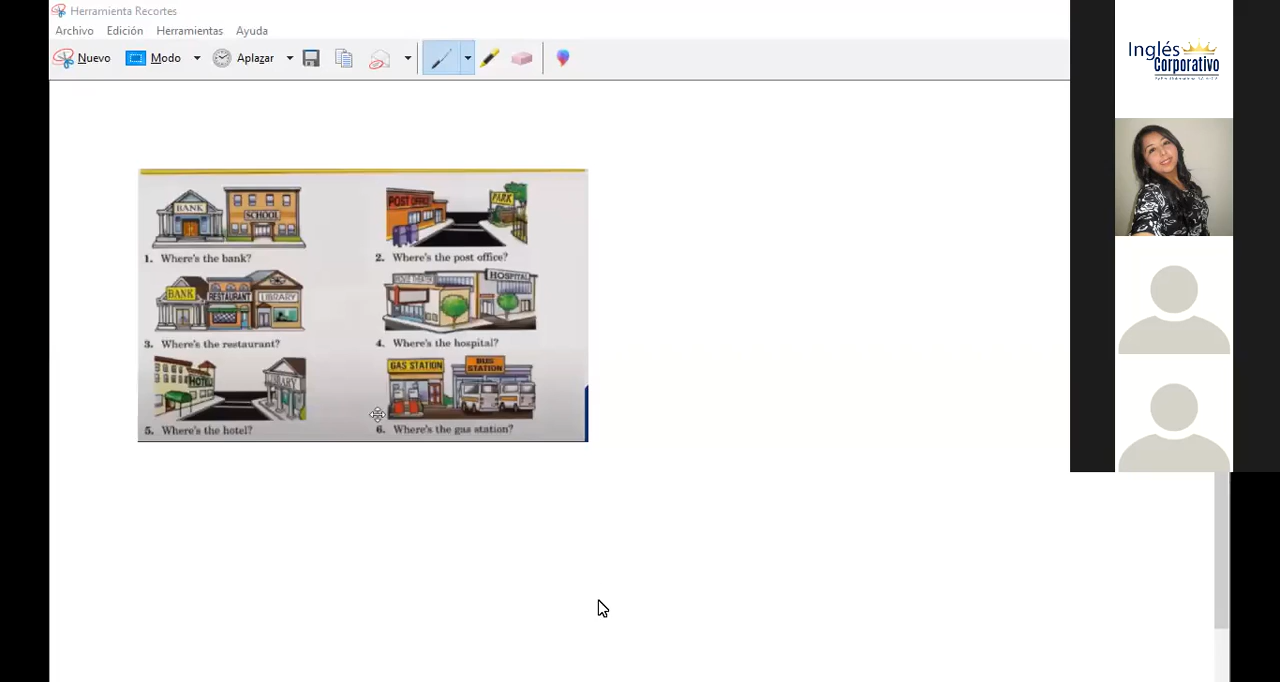 Herramienta Recortes
Archivo Edición Herramientas Ayuda
Nuevo Modo Aplazar
Inglés
Corporativo
BANK
SCHOOL
POST OFFICE
PARK
1. Where's the bank?
2. Where's the post office?
BANK
RESTAURANT
LIBRARY
HOSPITAL
3. Where's the restaurant?
4. Where's the hospital?
HOTEL
LIBRARY
GAS STATION
BUS
STATION
5. Where's the hotel?
6. Where's the gas station?